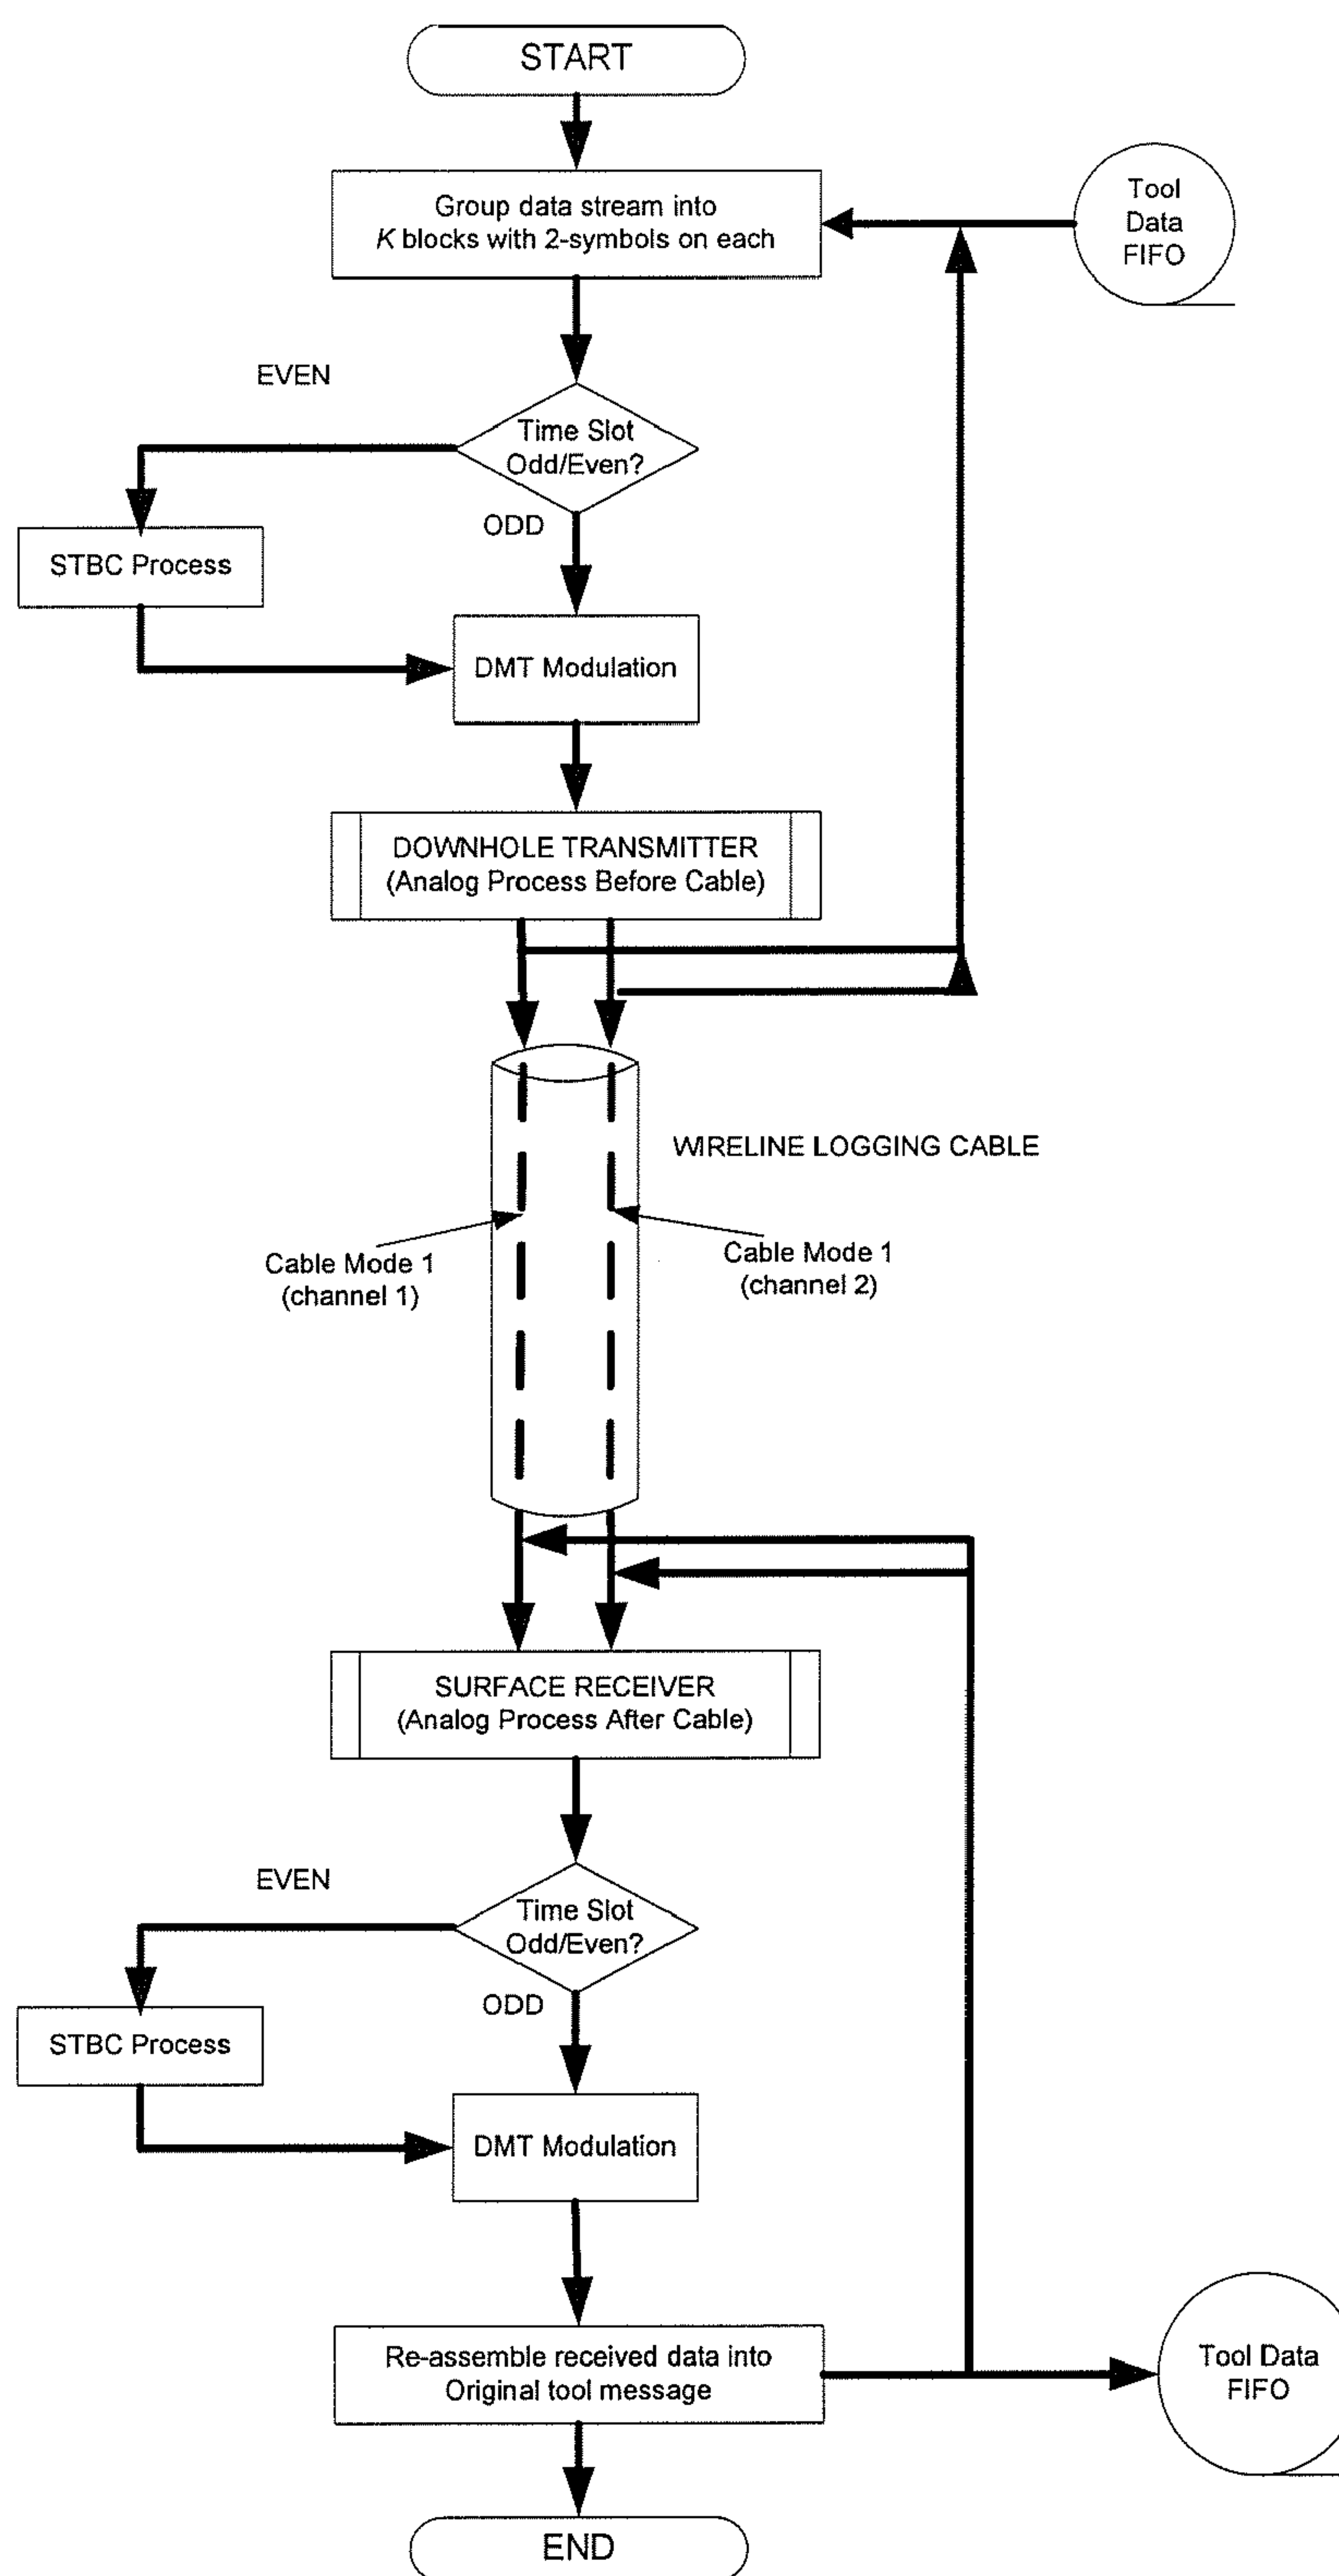 START
Group data stream into
K blocks with 2-symbols on each
Tool
Data
FIFO
EVEN
Time Slot
Odd/Even?
ODD
STBC Process
DMT Modulation
DOWNHOLE TRANSMITTER
(Analog Process Before Cable)
WIRELINE LOGGING CABLE
Cable Mode 1
(channel 1)
Cable Mode 1
(channel 2)
SURFACE RECEIVER
(Analog Process After Cable)
EVEN
Time Slot
Odd/Even?
ODD
STBC Process
DMT Modulation
Re-assemble received data into
Original tool message
Tool Data
FIFO
END